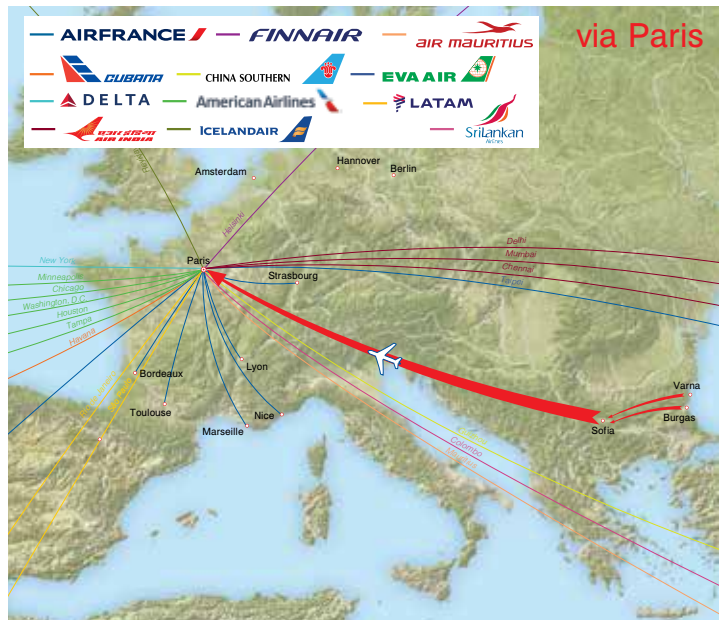 AIRFRANCE
FINNAIR
AIR MAURITIUS
via Paris
CUBANA
CHINA SOUTHERN
EVA AIR
DELTA
American Airlines
LATAM
AIR INDIA
ICELANDAIR
SriLankan
Airlines
Amsterdam
Hannover
Berlin
Helsinki
Paris
New York
Delhi
Mumbai
Chennai
Taipih
Strasbourg
Minneapolis
Chicago
Washington, D.C
Houston
Tampa
Havana
Lyon
Bordeaux
Toulouse
Nice
Marseille
Varna
Burgas
Sofia
Colombo